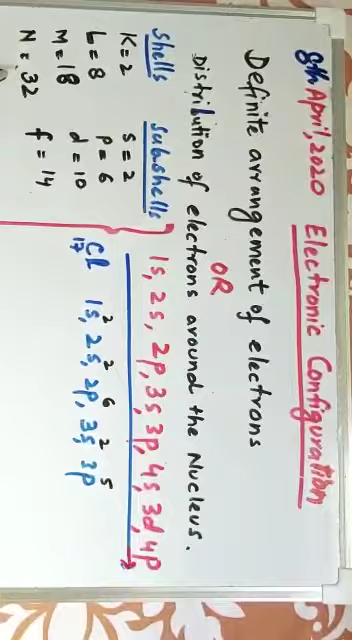 8th April, 2020 Electronic Configuration
Definite arrangement of electrons
OR
Distribution of electrons around the Nucleus.
Shells Subshells 1s, 2s, 2p, 3s, 3p, 4s, 3d, 4p
K=2 s=2
L=8 p=6
M=18 d=10
N=32 f=14
₁₇Cl 1s², 2s², 2p⁶, 3s², 3p⁵